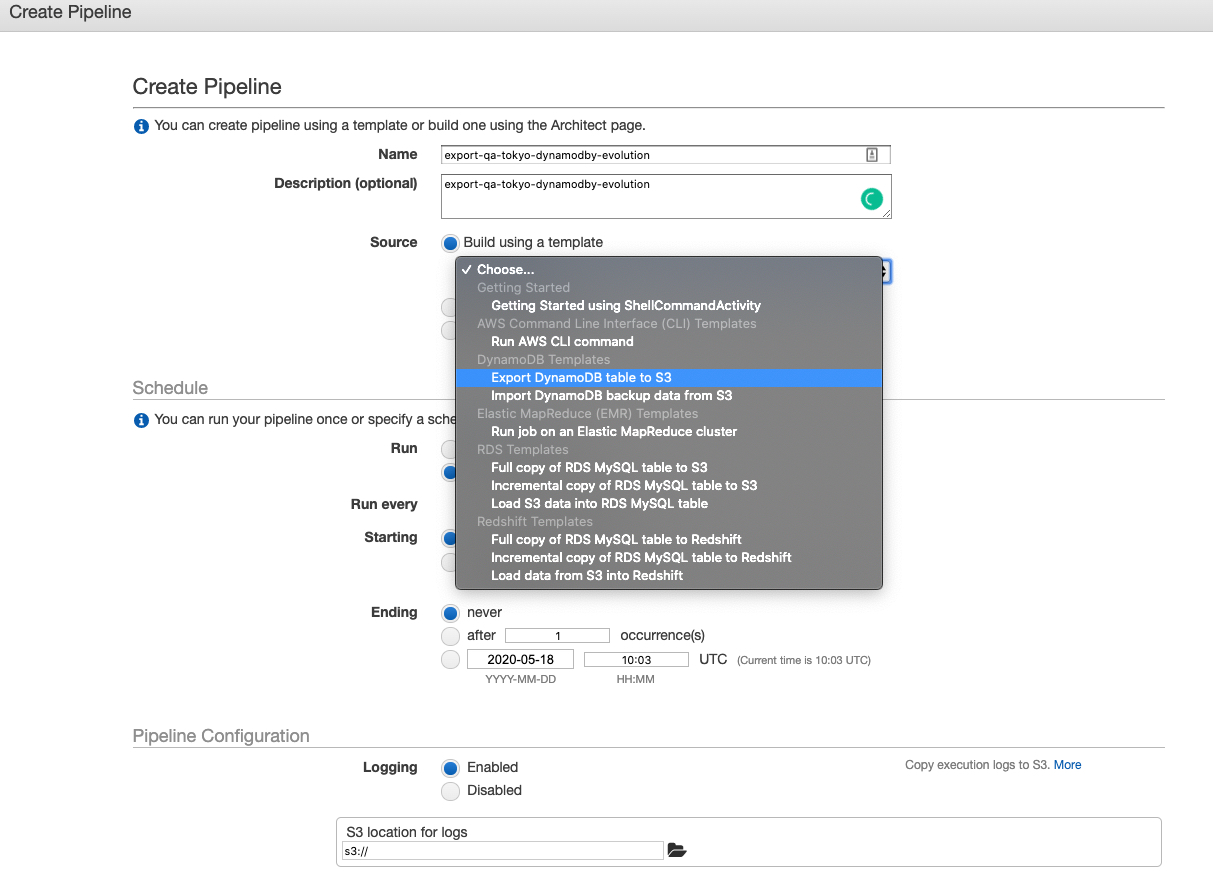 Create Pipeline
Create Pipeline
You can create pipeline using a template or build one using the Architect page.
Name
export-qa-tokyo-dynamodby-evolution
Description (optional)
export-qa-tokyo-dynamodby-evolution
Source
Build using a template
✓ Choose...
Getting Started
Getting Started using ShellCommandActivity
AWS Command Line Interface (CLI) Templates
Run AWS CLI command
DynamoDB Templates
Export DynamoDB table to S3
Import DynamoDB backup data from S3
Elastic MapReduce (EMR) Templates
Run job on an Elastic MapReduce cluster
RDS Templates
Full copy of RDS MySQL table to S3
Incremental copy of RDS MySQL table to S3
Load S3 data into RDS MySQL table
Redshift Templates
Full copy of RDS MySQL table to Redshift
Incremental copy of RDS MySQL table to Redshift
Load data from S3 into Redshift
Schedule
You can run your pipeline once or specify a sche
Run
Run every
Starting
Ending
never
after 1 occurrence(s)
2020-05-18 10:03 UTC (Current time is 10:03 UTC)
YYYY-MM-DD HH:MM
Pipeline Configuration
Logging
Enabled
Copy execution logs to S3. More
Disabled
S3 location for logs
s3://